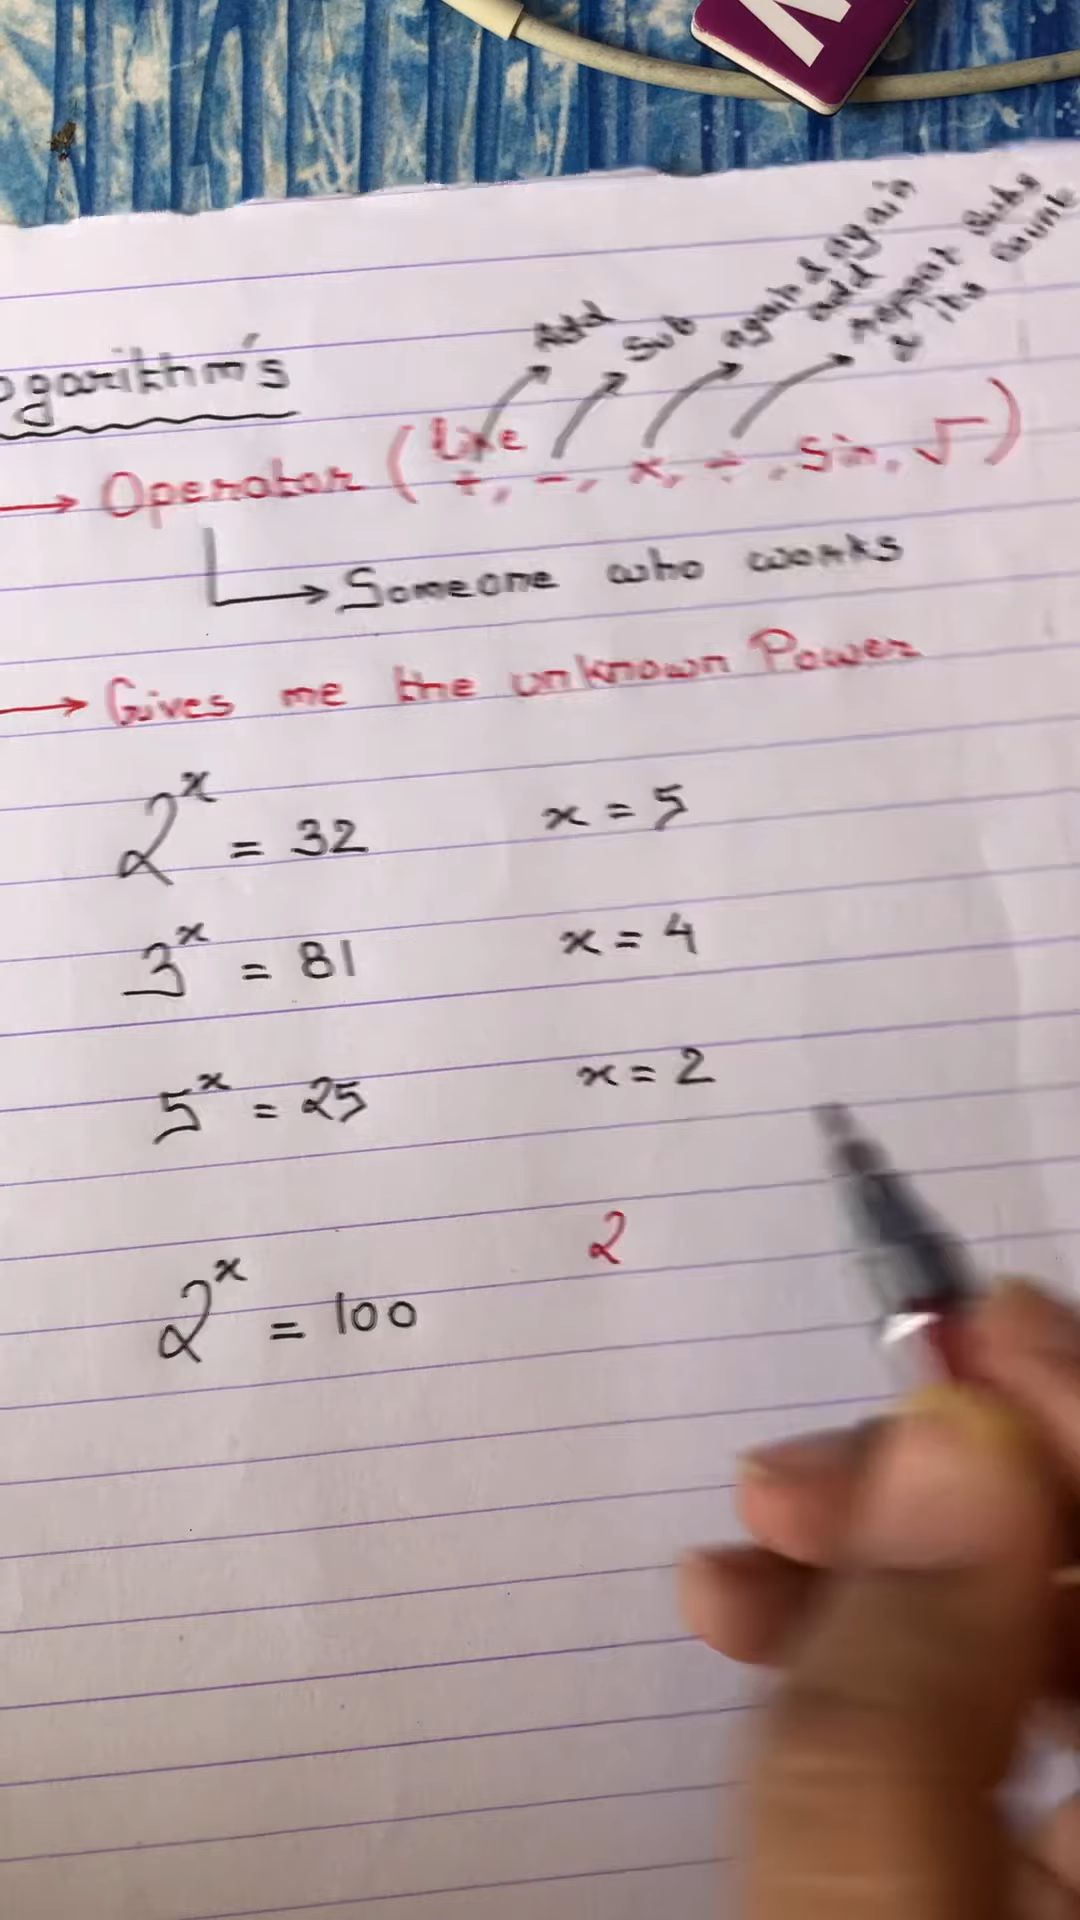 Add Sub again & again add repeat subs & its count
ogarithm's
→ Operator ( like +, -, x, ÷, sin, √ )
→ Someone who works
→ Gives me the unknown Power
2^x = 32 x = 5
3^x = 81 x = 4
5^x = 25 x = 2
2
2^x = 100